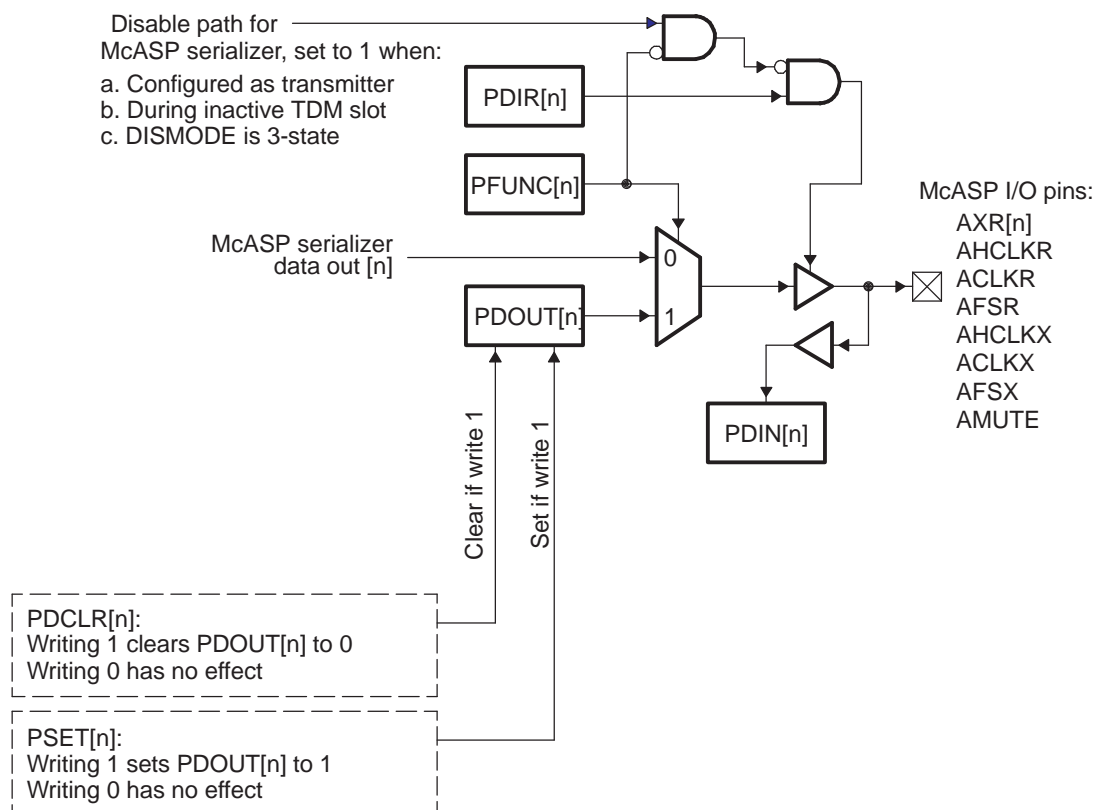 Disable path for
McASP serializer, set to 1 when:
a. Configured as transmitter
b. During inactive TDM slot
c. DISMODE is 3-state
PDIR[n]
PFUNC[n]
McASP serializer
data out [n]
0
1
PDOUT[n]
McASP I/O pins:
AXR[n]
AHCLKR
ACLKR
AFSR
AHCLKX
ACLKX
AFSX
AMUTE
PDIN[n]
Clear if write 1
Set if write 1
PDCLR[n]:
Writing 1 clears PDOUT[n] to 0
Writing 0 has no effect
PSET[n]:
Writing 1 sets PDOUT[n] to 1
Writing 0 has no effect